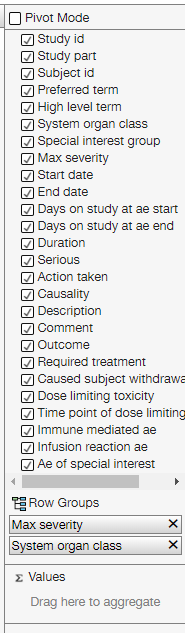 Pivot Mode
Study id
Study part
Subject id
Preferred term
High level term
System organ class
Special interest group
Max severity
Start date
End date
Days on study at ae start
Days on study at ae end
Duration
Serious
Action taken
Causality
Description
Comment
Outcome
Required treatment
Caused subject withdrawa
Dose limiting toxicity
Time point of dose limiting
Immune mediated ae
Infusion reaction ae
Ae of special interest
Row Groups
Max severity
System organ class
Σ Values
Drag here to aggregate